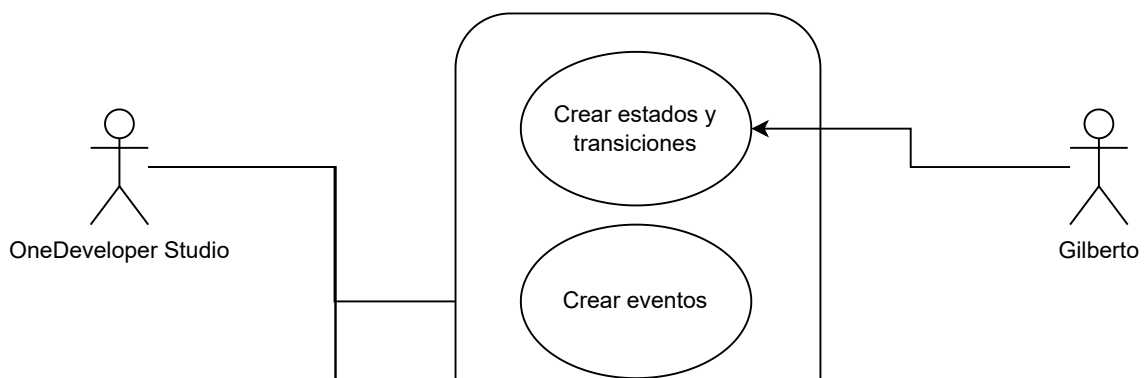 Crear estados y
transiciones
OneDeveloper Studio
Gilberto
Crear eventos